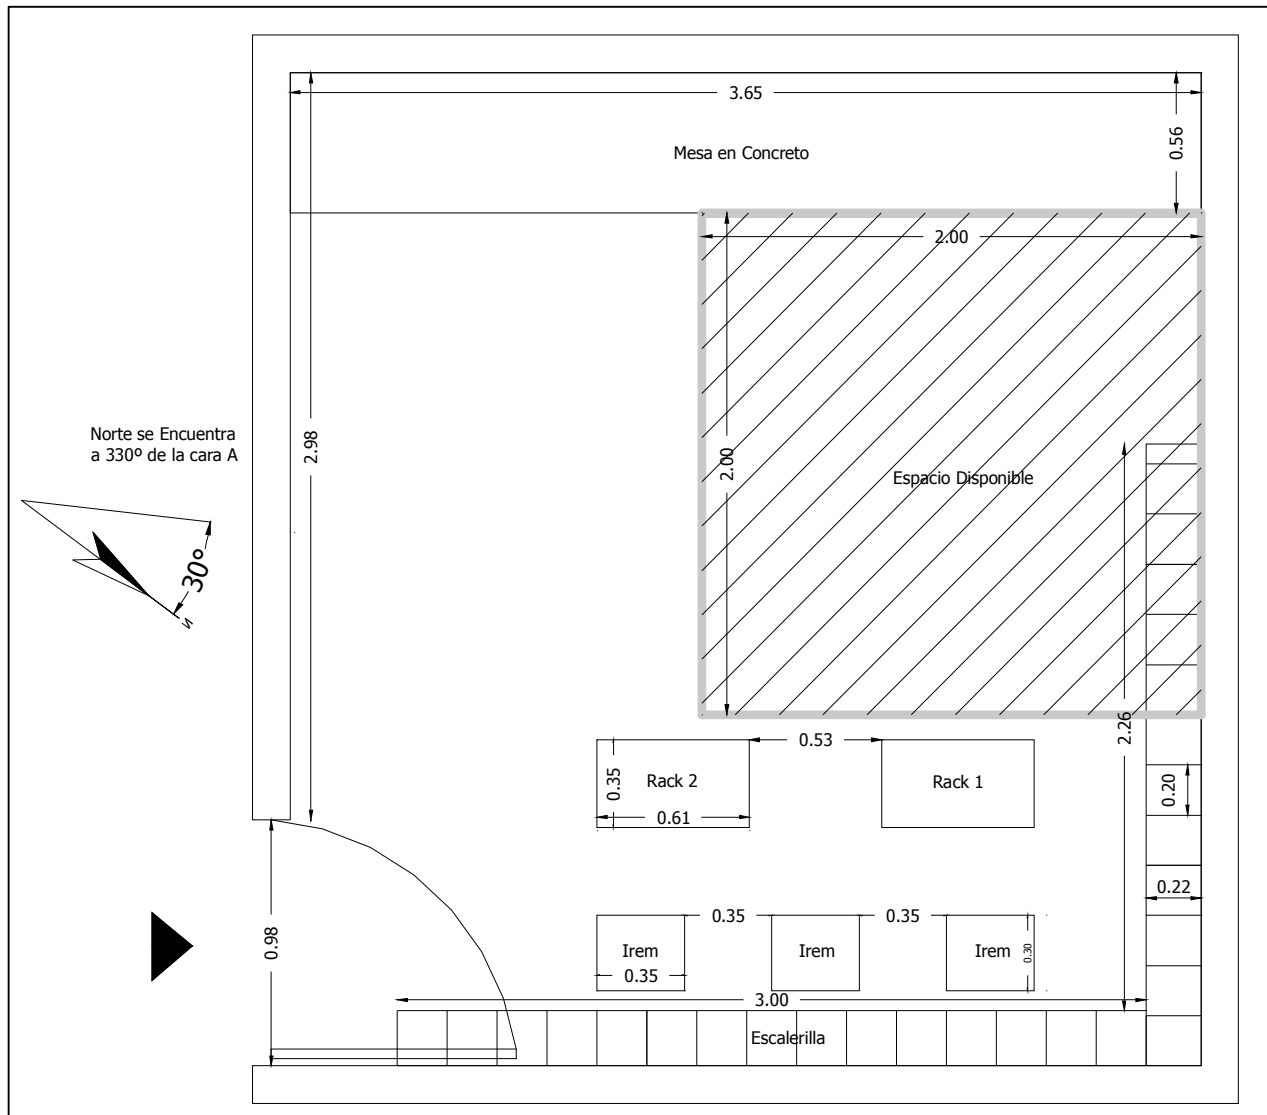 3.65
0.56
Mesa en Concreto
2.00
Norte se Encuentra
a 330º de la cara A
2.98
2.00
Espacio Disponible
30°
N
2.26
0.53
0.35
Rack 2
Rack 1
0.20
0.61
0.22
0.98
0.35
0.35
Irem
Irem
Irem
0.30
0.35
3.00
Escalerilla